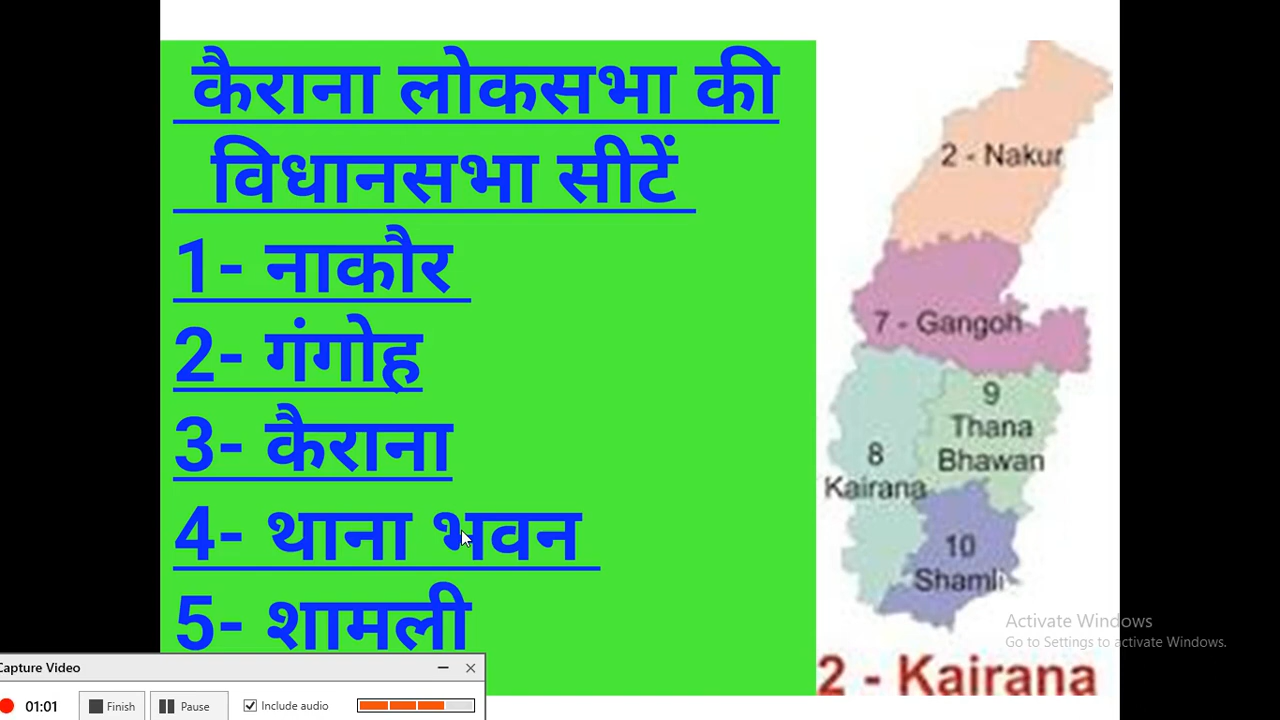 कैराना लोकसभा की
विधानसभा सीटें
1- नाकौर
2- गंगोह
3- कैराना
4- थाना भवन
5- शामली
2 - Nakur
7 - Gangoh
9
Thana
Bhawan
8
Kairana
10
Shamli
2 - Kairana
Activate Windows
Go to Settings to activate Windows.
Capture Video
01:01
Finish
Pause
Include audio